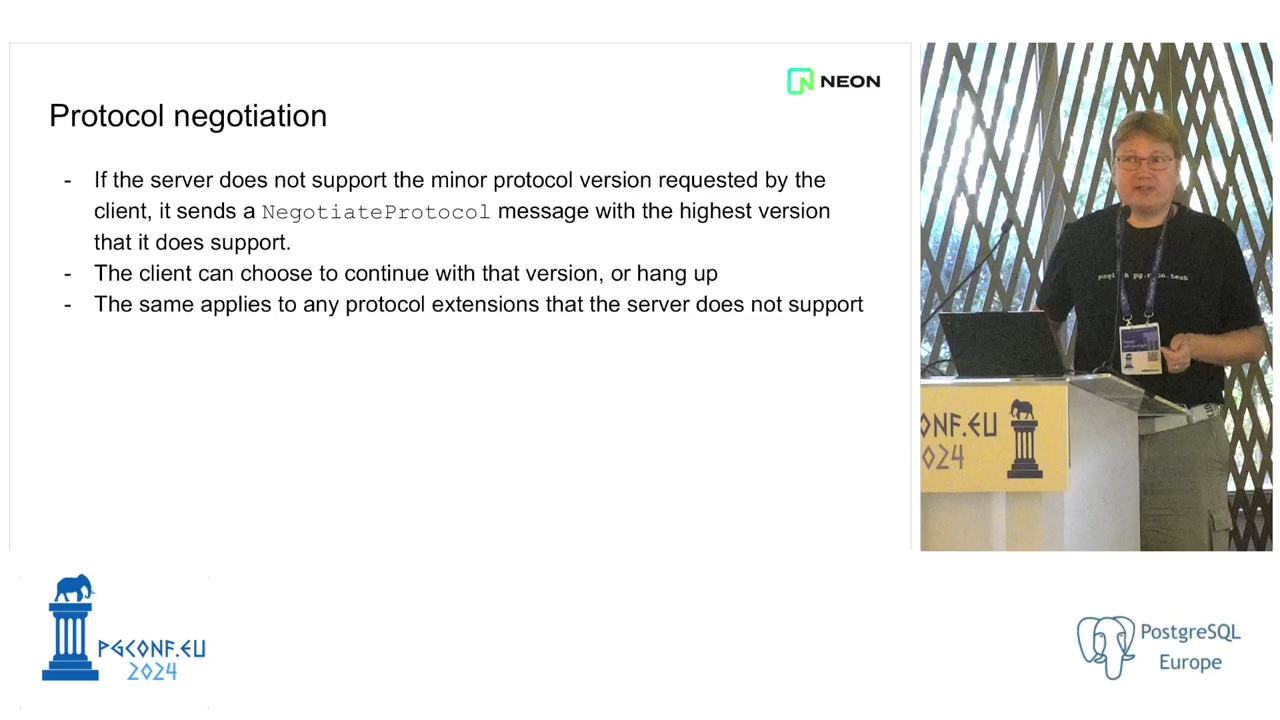 NEON
Protocol negotiation
- If the server does not support the minor protocol version requested by the
client, it sends a NegotiateProtocol message with the highest version
that it does support.
- The client can choose to continue with that version, or hang up
- The same applies to any protocol extensions that the server does not support
ONF.EU
2024
PGCONF.EU
2024
PostgreSQL
Europe